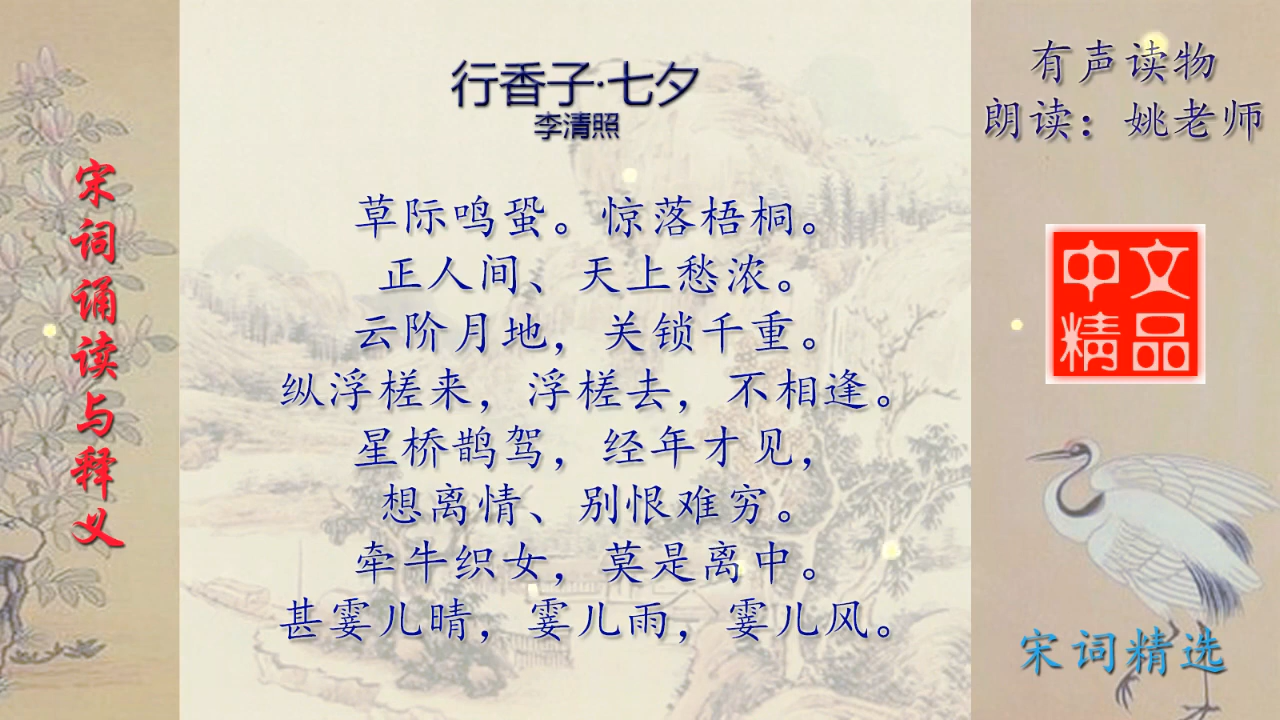 宋词诵读与释义
行香子·七夕
李清照
草际鸣蛩。惊落梧桐。
正人间、天上愁浓。
云阶月地，关锁千重。
纵浮槎来，浮槎去，不相逢。
星桥鹊驾，经年才见，
想离情、别恨难穷。
牵牛织女，莫是离中。
甚霎儿晴，霎儿雨，霎儿风。
有声读物
朗读：姚老师
中文
精品
宋词精选